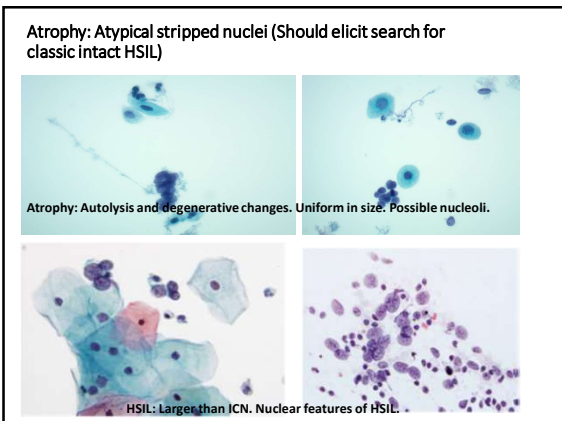 Atrophy: Atypical stripped nuclei (Should elicit search for
classic intact HSIL)
Atrophy: Autolysis and degenerative changes. Uniform in size. Possible nucleoli.
HSIL: Larger than ICN. Nuclear features of HSIL.